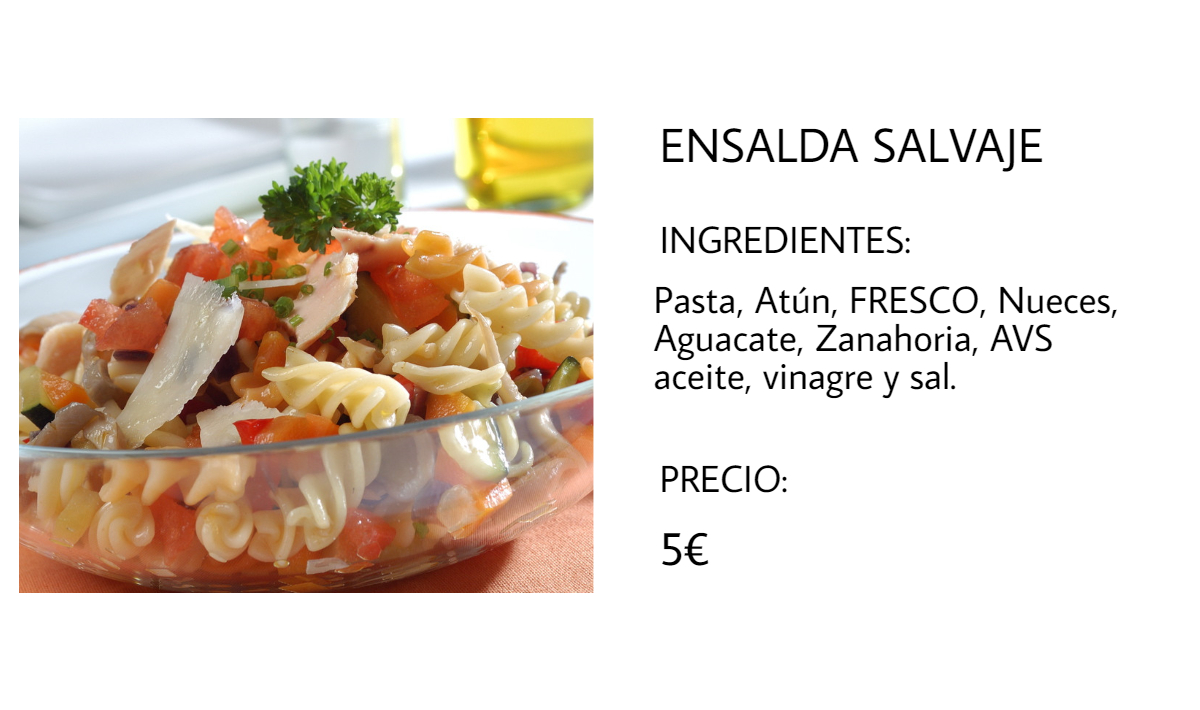 ENSALDA SALVAJE
INGREDIENTES:
Pasta, Atún, FRESCO, Nueces,
Aguacate, Zanahoria, AVS
aceite, vinagre y sal.
PRECIO:
5€